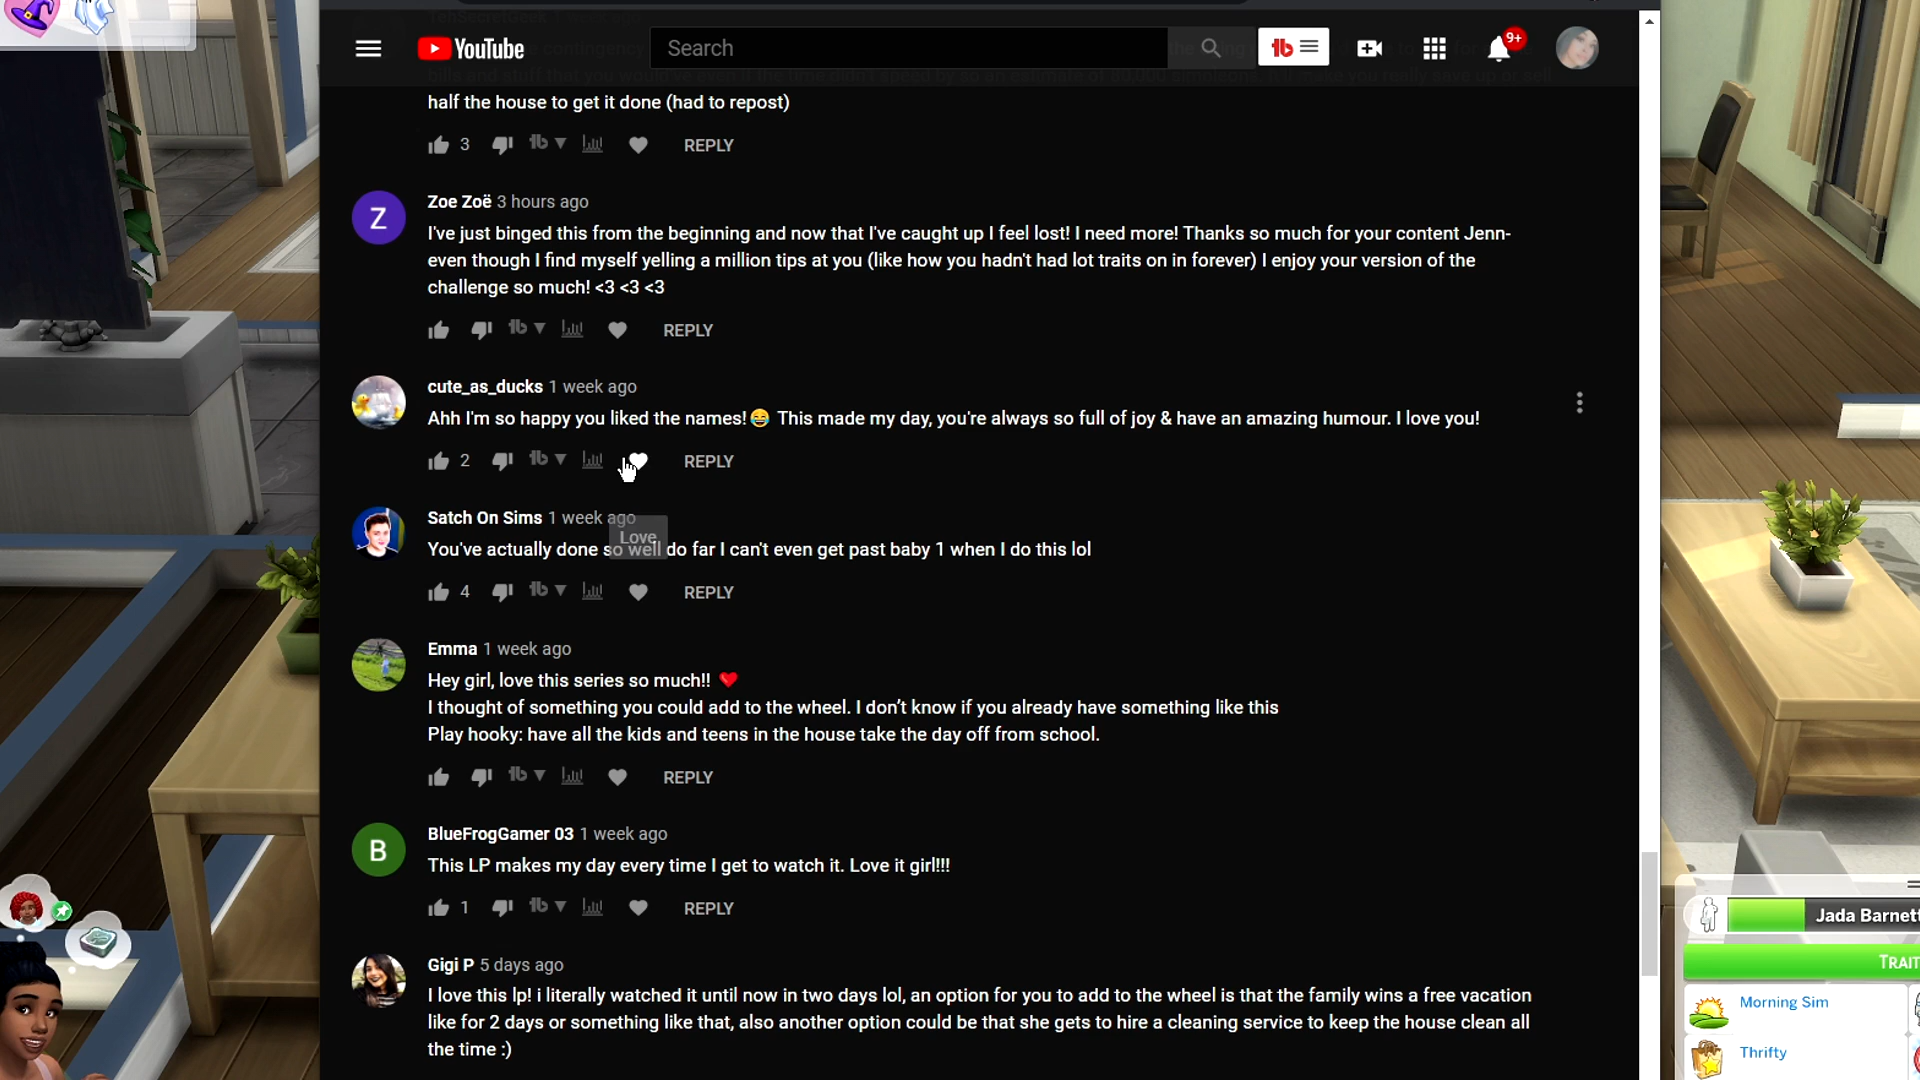 YouTube
Search
9+
half the house to get it done (had to repost)
3
REPLY
Zoe Zoë 3 hours ago
Z
I've just binged this from the beginning and now that I've caught up I feel lost! I need more! Thanks so much for your content Jenn-
even though I find myself yelling a million tips at you (like how you hadn't had lot traits on in forever) I enjoy your version of the
challenge so much! <3 <3 <3
REPLY
cute_as_ducks 1 week ago
Ahh I'm so happy you liked the names!😂 This made my day, you're always so full of joy & have an amazing humour. I love you!
2
REPLY
Satch On Sims 1 week ago
Love
You've actually done so well do far I can't even get past baby 1 when I do this lol
4
REPLY
Emma 1 week ago
Hey girl, love this series so much!! ❤️
I thought of something you could add to the wheel. I don't know if you already have something like this
Play hooky: have all the kids and teens in the house take the day off from school.
REPLY
BlueFrogGamer 03 1 week ago
B
This LP makes my day every time I get to watch it. Love it girl!!!
1
REPLY
Gigi P 5 days ago
I love this lp! i literally watched it until now in two days lol, an option for you to add to the wheel is that the family wins a free vacation
like for 2 days or something like that, also another option could be that she gets to hire a cleaning service to keep the house clean all
the time :)
Jada Barnett
TRAIT
Morning Sim
Thrifty